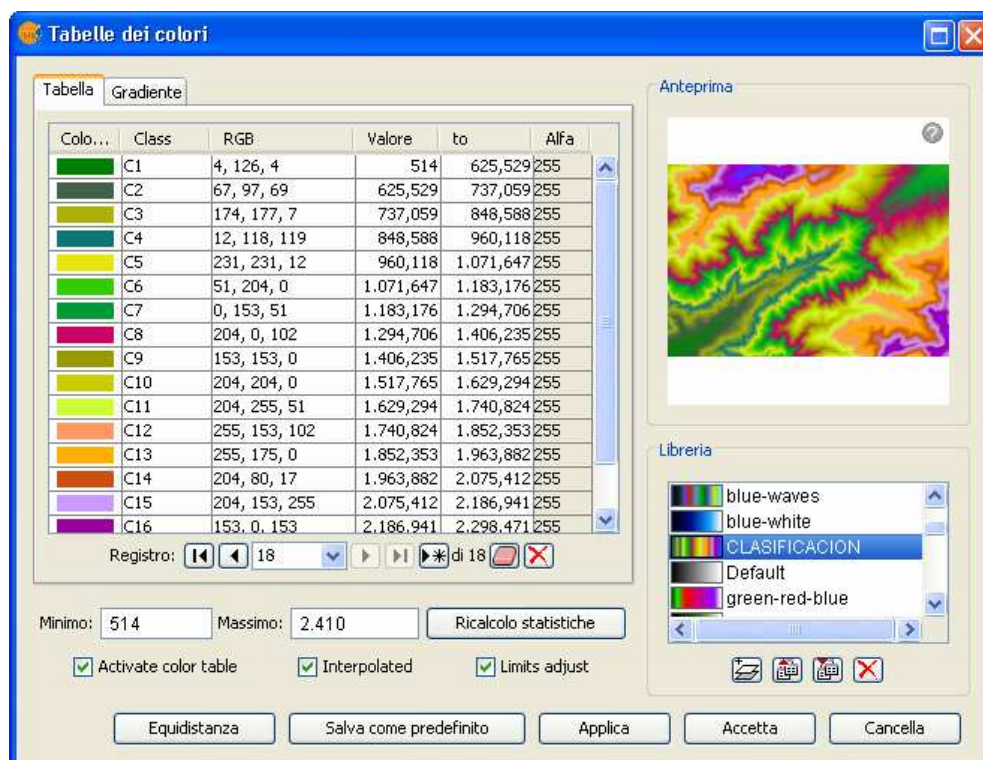 Tabelle dei colori
Tabella Gradiente
Colo... Class RGB Valore to Alfa
C1 4, 126, 4 514 625,529 255
C2 67, 97, 69 625,529 737,059 255
C3 174, 177, 7 737,059 848,588 255
C4 12, 118, 119 848,588 960,118 255
C5 231, 231, 12 960,118 1.071,647 255
C6 51, 204, 0 1.071,647 1.183,176 255
C7 0, 153, 51 1.183,176 1.294,706 255
C8 204, 0, 102 1.294,706 1.406,235 255
C9 153, 153, 0 1.406,235 1.517,765 255
C10 204, 204, 0 1.517,765 1.629,294 255
C11 204, 255, 51 1.629,294 1.740,824 255
C12 255, 153, 102 1.740,824 1.852,353 255
C13 255, 175, 0 1.852,353 1.963,882 255
C14 204, 80, 17 1.963,882 2.075,412 255
C15 204, 153, 255 2.075,412 2.186,941 255
C16 153, 0, 153 2.186,941 2.298,471 255
Registro: 18 di 18
Minimo: 514 Massimo: 2.410 Ricalcolo statistiche
Activate color table Interpolated Limits adjust
Anteprima
?
Libreria
blue-waves
blue-white
CLASIFICACION
Default
green-red-blue
Equidistanza Salva come predefinito Applica Accetta Cancella